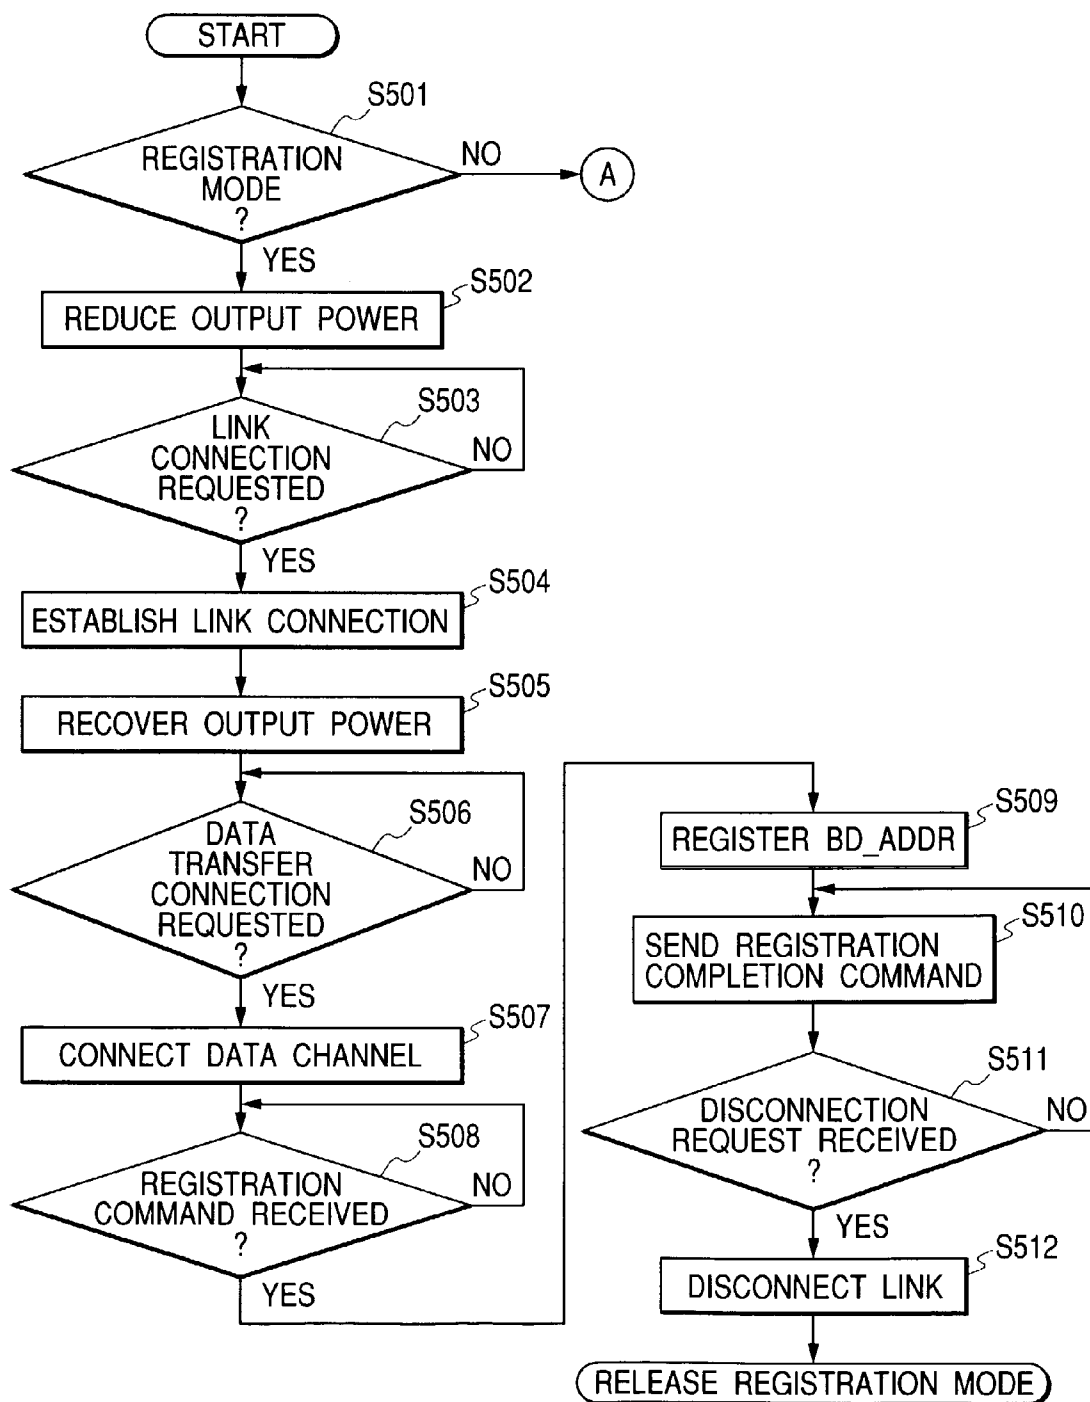 START
S501
REGISTRATION
MODE
?
NO
A
YES
S502
REDUCE OUTPUT POWER
S503
LINK
CONNECTION
REQUESTED
?
NO
YES
S504
ESTABLISH LINK CONNECTION
S505
RECOVER OUTPUT POWER
S506
DATA
TRANSFER
CONNECTION
REQUESTED
?
NO
YES
S507
CONNECT DATA CHANNEL
S508
REGISTRATION
COMMAND RECEIVED
?
NO
YES
S509
REGISTER BD_ADDR
S510
SEND REGISTRATION
COMPLETION COMMAND
S511
DISCONNECTION
REQUEST RECEIVED
?
NO
YES
S512
DISCONNECT LINK
RELEASE REGISTRATION MODE